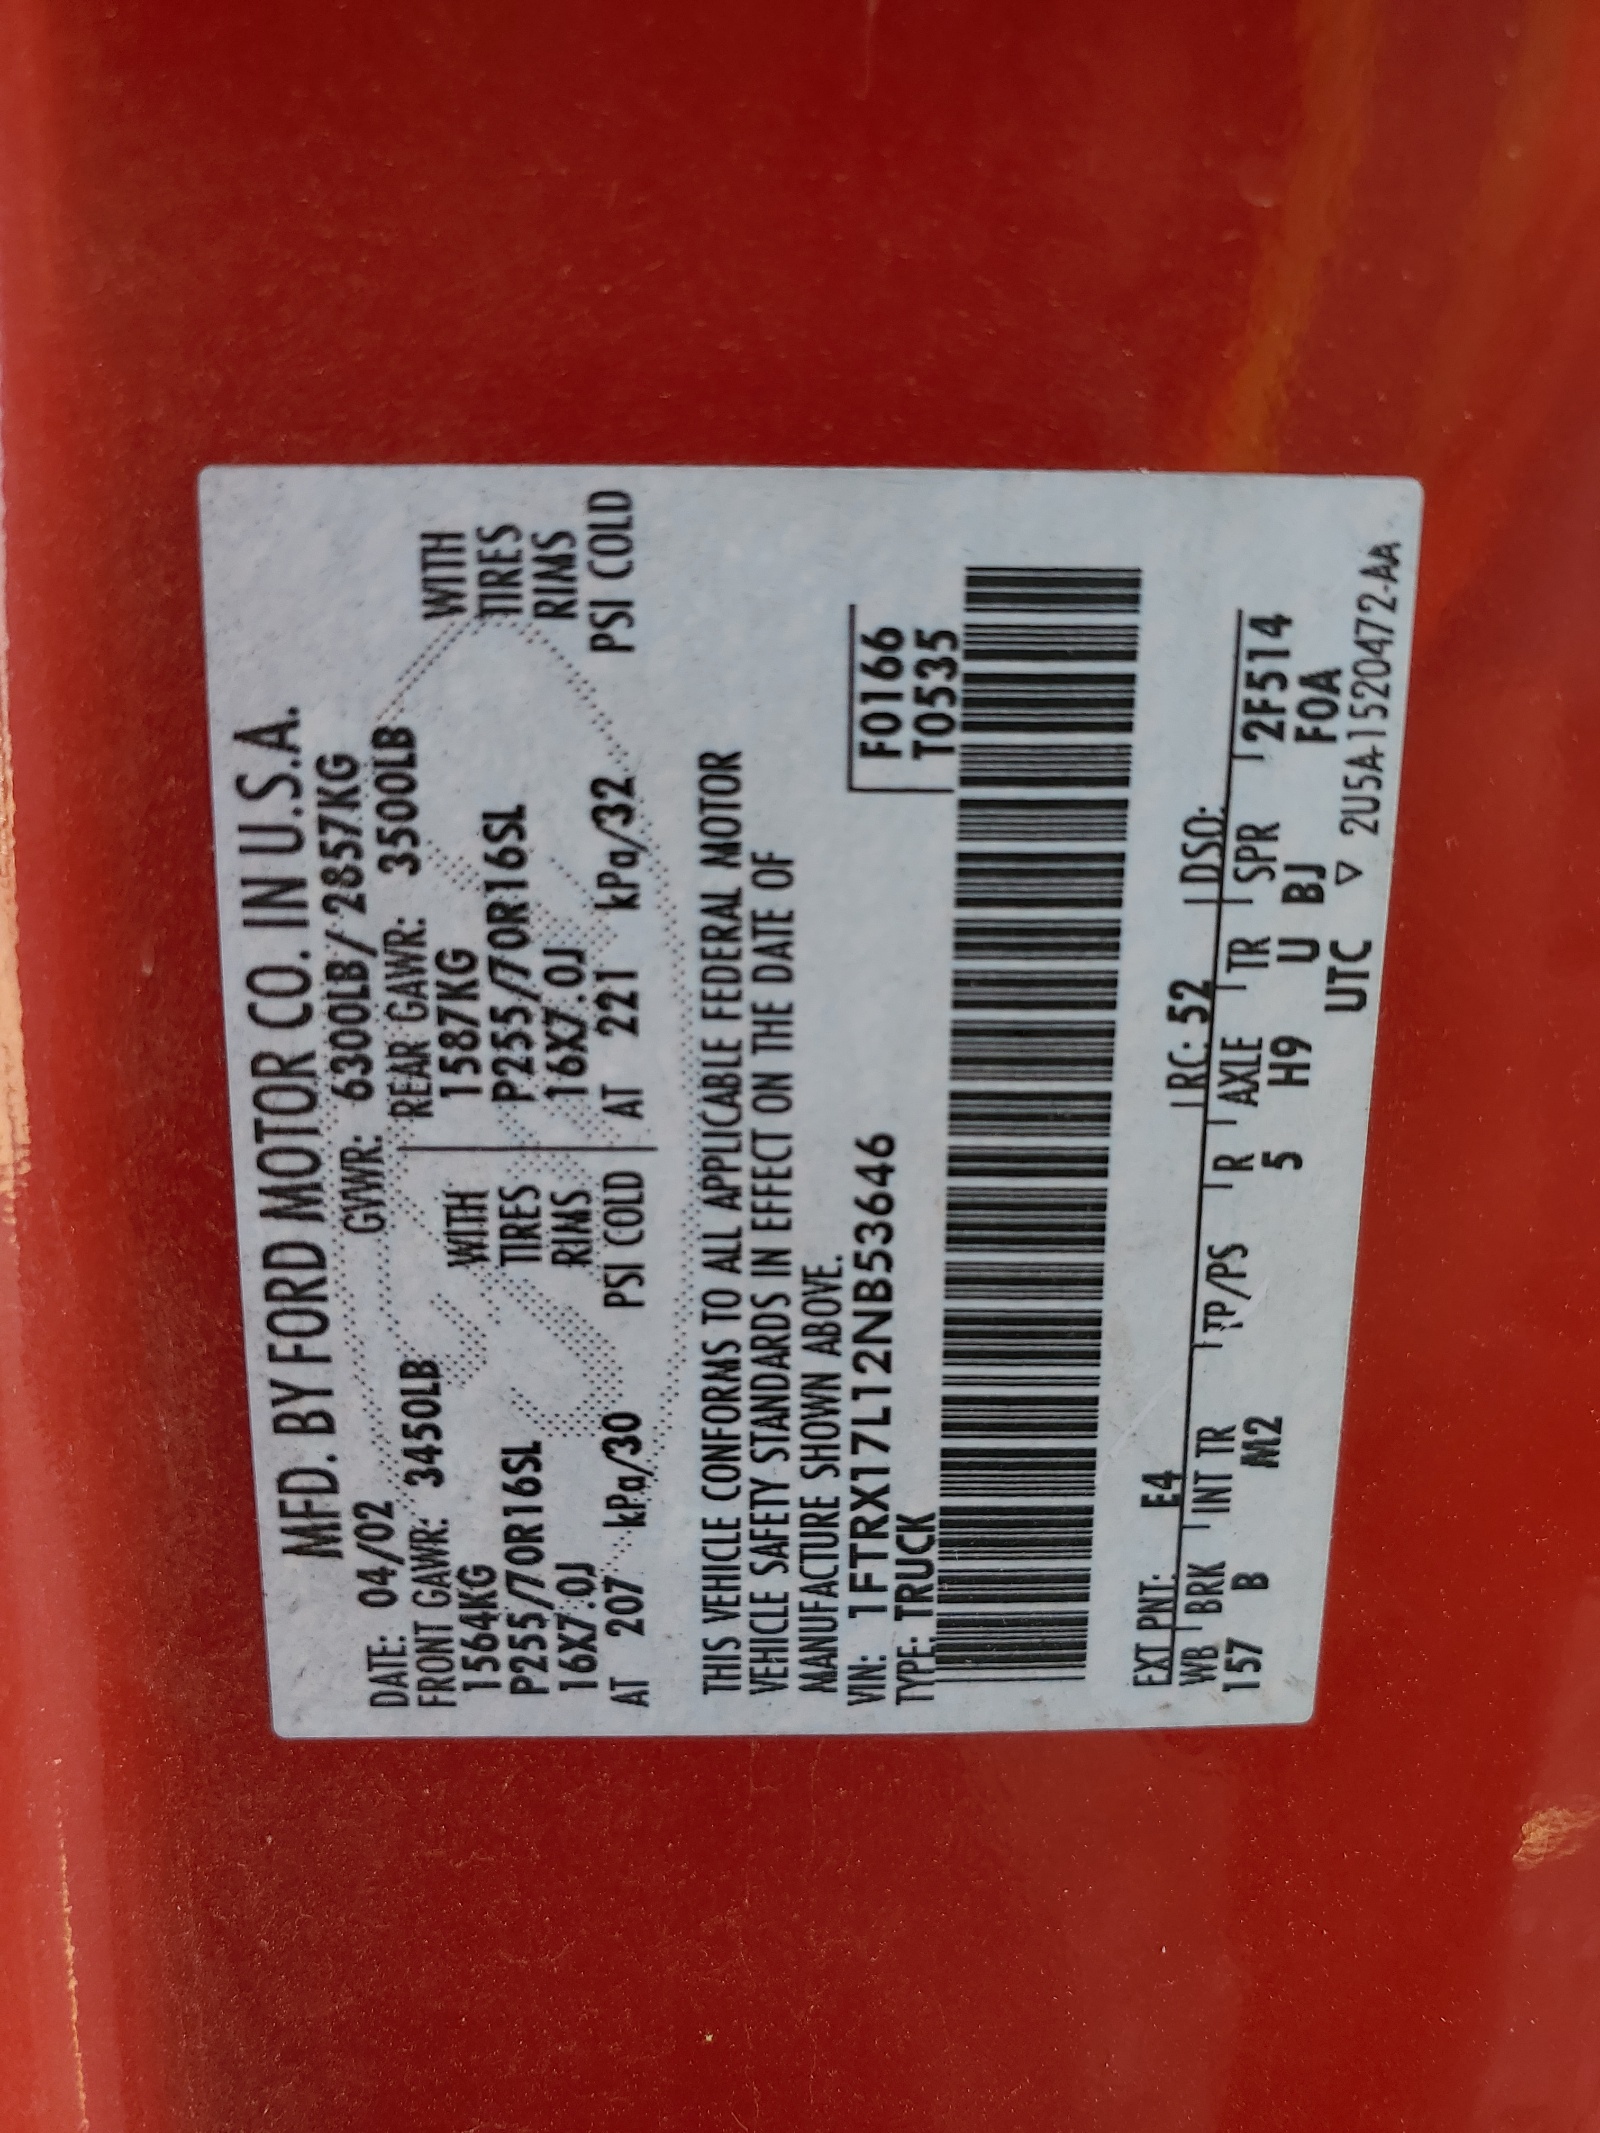 MFD. BY FORD MOTOR CO. IN U.S.A.
DATE: 04/02 GVWR: 6300LB/ 2857KG
FRONT GAWR: 3450LB REAR GAWR: 3500LB
1564KG WITH 1587KG WITH
P255/70R16SL TIRES P255/70R16SL TIRES
16X7.0J RIMS 16X7.0J RIMS
AT 207 kPa/30 PSI COLD AT 221 kPa/32 PSI COLD
THIS VEHICLE CONFORMS TO ALL APPLICABLE FEDERAL MOTOR
VEHICLE SAFETY STANDARDS IN EFFECT ON THE DATE OF
MANUFACTURE SHOWN ABOVE.
VIN: 1FTRX17L12NB53646 F0166
TYPE: TRUCK T0535
EXT PNT: E4 RC: 52 DSO:
WB BRK INT TR TP/PS R AXLE TR SPR 2F514
157 B M2 5 H9 U BJ F0A
UTC ▽ 2U5A-1520472-AA